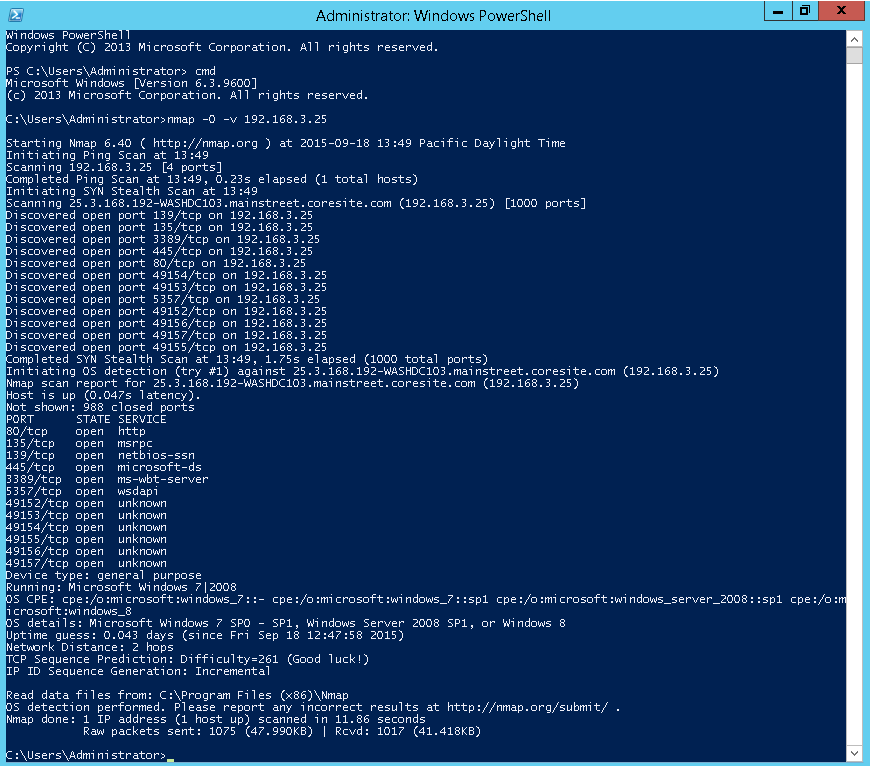 Administrator: Windows PowerShell
Windows PowerShell
Copyright (C) 2013 Microsoft Corporation. All rights reserved.
PS C:\Users\Administrator> cmd
Microsoft Windows [Version 6.3.9600]
(c) 2013 Microsoft Corporation. All rights reserved.
C:\Users\Administrator>nmap -O -v 192.168.3.25
Starting Nmap 6.40 ( http://nmap.org ) at 2015-09-18 13:49 Pacific Daylight Time
Initiating Ping Scan at 13:49
Scanning 192.168.3.25 [4 ports]
Completed Ping Scan at 13:49, 0.23s elapsed (1 total hosts)
Initiating SYN Stealth Scan at 13:49
Scanning 25.3.168.192-WASHDC103.mainstreet.coresite.com (192.168.3.25) [1000 ports]
Discovered open port 139/tcp on 192.168.3.25
Discovered open port 135/tcp on 192.168.3.25
Discovered open port 3389/tcp on 192.168.3.25
Discovered open port 445/tcp on 192.168.3.25
Discovered open port 80/tcp on 192.168.3.25
Discovered open port 49154/tcp on 192.168.3.25
Discovered open port 49153/tcp on 192.168.3.25
Discovered open port 5357/tcp on 192.168.3.25
Discovered open port 49152/tcp on 192.168.3.25
Discovered open port 49156/tcp on 192.168.3.25
Discovered open port 49157/tcp on 192.168.3.25
Discovered open port 49155/tcp on 192.168.3.25
Completed SYN Stealth Scan at 13:49, 1.75s elapsed (1000 total ports)
Initiating OS detection (try #1) against 25.3.168.192-WASHDC103.mainstreet.coresite.com (192.168.3.25)
Nmap scan report for 25.3.168.192-WASHDC103.mainstreet.coresite.com (192.168.3.25)
Host is up (0.047s latency).
Not shown: 988 closed ports
PORT      STATE SERVICE
80/tcp    open  http
135/tcp   open  msrpc
139/tcp   open  netbios-ssn
445/tcp   open  microsoft-ds
3389/tcp  open  ms-wbt-server
5357/tcp  open  wsdapi
49152/tcp open  unknown
49153/tcp open  unknown
49154/tcp open  unknown
49155/tcp open  unknown
49156/tcp open  unknown
49157/tcp open  unknown
Device type: general purpose
Running: Microsoft Windows 7|2008
OS CPE: cpe:/o:microsoft:windows_7::- cpe:/o:microsoft:windows_7::sp1 cpe:/o:microsoft:windows_server_2008::sp1 cpe:/o:m
icrosoft:windows_8
OS details: Microsoft Windows 7 SP0 - SP1, Windows Server 2008 SP1, or Windows 8
Uptime guess: 0.043 days (since Fri Sep 18 12:47:58 2015)
Network Distance: 2 hops
TCP Sequence Prediction: Difficulty=261 (Good luck!)
IP ID Sequence Generation: Incremental
Read data files from: C:\Program Files (x86)\Nmap
OS detection performed. Please report any incorrect results at http://nmap.org/submit/ .
Nmap done: 1 IP address (1 host up) scanned in 11.86 seconds
           Raw packets sent: 1075 (47.990KB) | Rcvd: 1017 (41.418KB)
C:\Users\Administrator>_